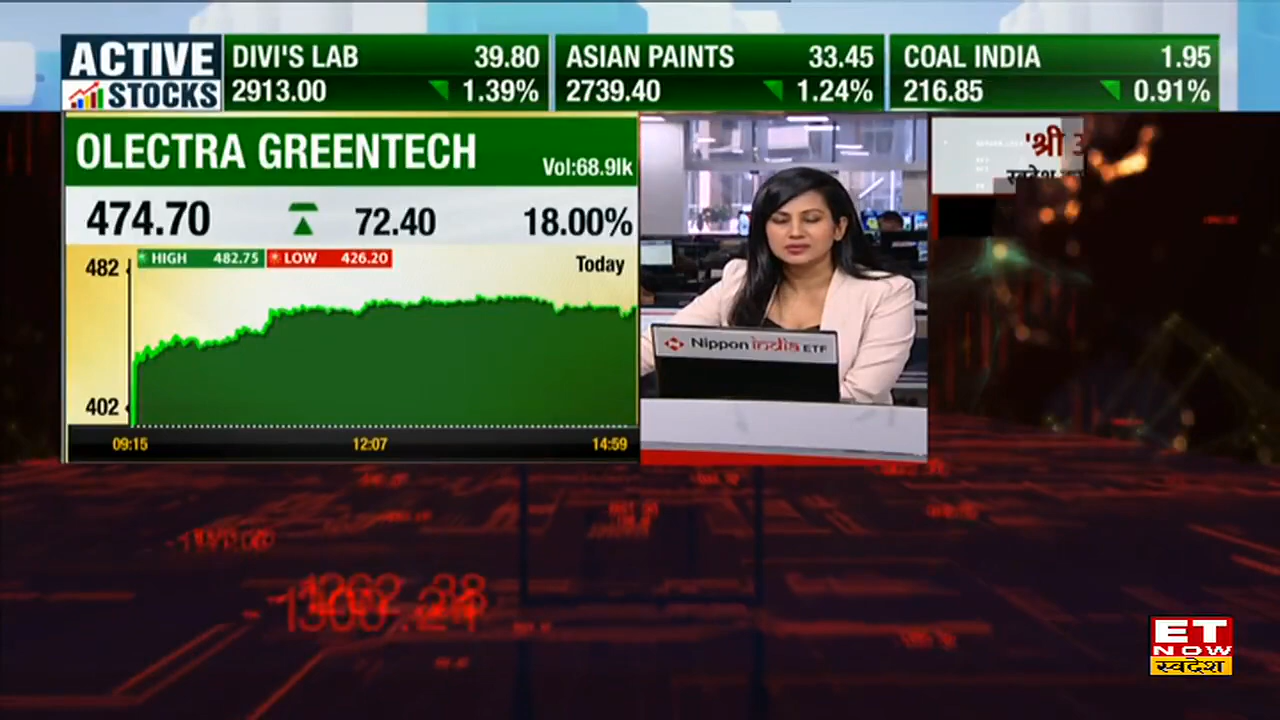 ACTIVE STOCKS
DIVI'S LAB 39.80
2913.00 1.39%
ASIAN PAINTS 33.45
2739.40 1.24%
COAL INDIA 1.95
216.85 0.91%
OLECTRA GREENTECH Vol:68.9lk
474.70 72.40 18.00%
HIGH 482.75 LOW 426.20
Today
482
402
09:15 12:07 14:59
Nippon india ETF
'श्री
ET
NOW
स्वदेश